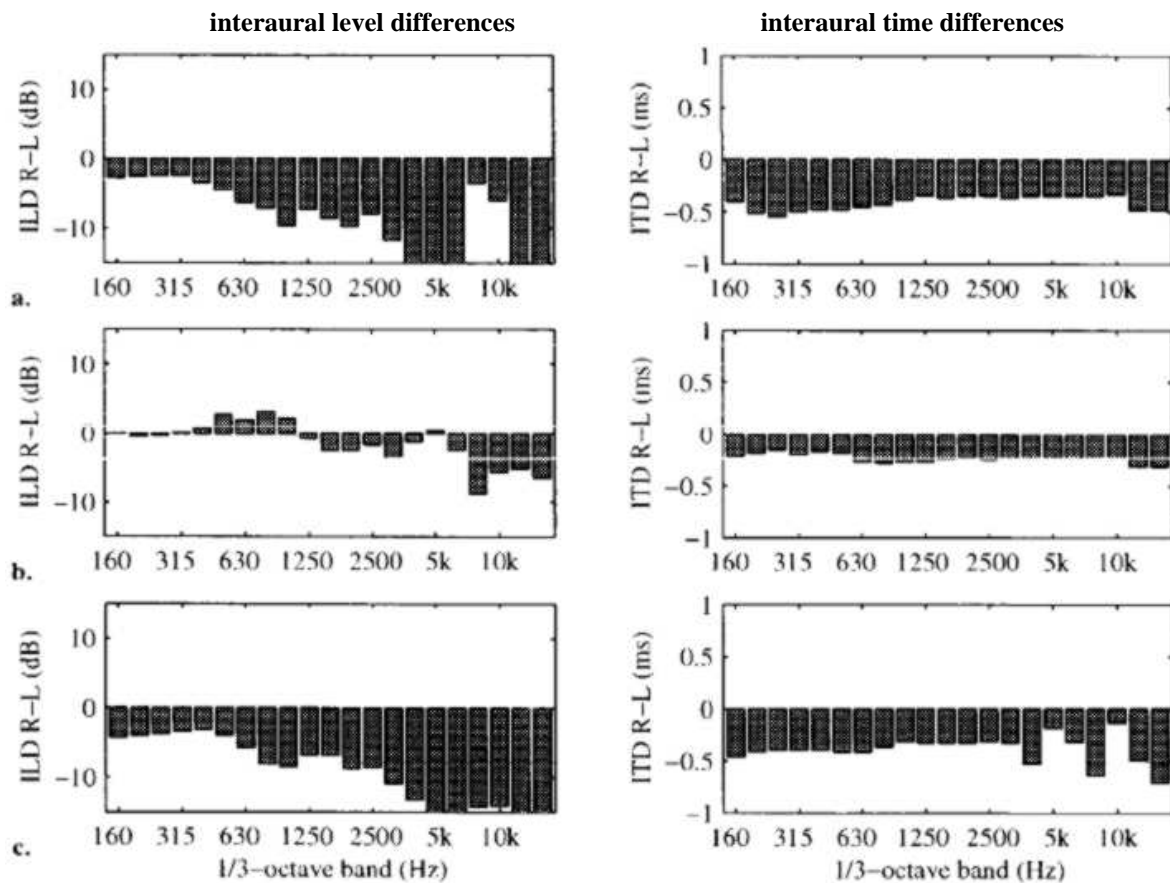 interaural level differences
interaural time differences
ILD R−L (dB)
10
0
−10
160 315 630 1250 2500 5k 10k
a.
ITD R−L (ms)
1
0.5
0
−0.5
−1
160 315 630 1250 2500 5k 10k
ILD R−L (dB)
10
0
−10
160 315 630 1250 2500 5k 10k
b.
ITD R−L (ms)
1
0.5
0
−0.5
−1
160 315 630 1250 2500 5k 10k
ILD R−L (dB)
10
0
−10
160 315 630 1250 2500 5k 10k
c.
1/3−octave band (Hz)
ITD R−L (ms)
1
0.5
0
−0.5
−1
160 315 630 1250 2500 5k 10k
1/3−octave band (Hz)